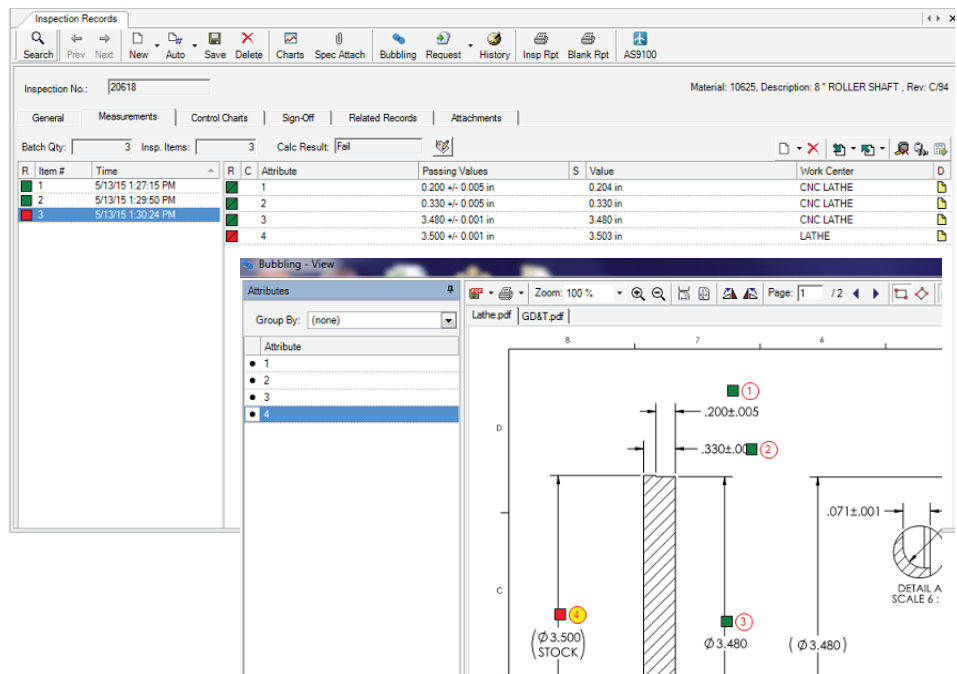 Inspection Records
Search Prev Next New Auto Save Delete Charts Spec Attach Bubbling Request History Insp Rpt Blank Rpt AS9100
Inspection No.: 20618 Material: 10625, Description: 8 " ROLLER SHAFT , Rev: C/94
General Measurements Control Charts Sign-Off Related Records Attachments
Batch Qty: 3 Insp. Items: 3 Calc Result: Fail
R Item # Time R C Attribute Passing Values S Value Work Center D
1 5/13/15 1:27:15 PM 1 0.200 +/- 0.005 in 0.204 in CNC LATHE
2 5/13/15 1:29:50 PM 2 0.330 +/- 0.005 in 0.330 in CNC LATHE
3 5/13/15 1:30:24 PM 3 3.480 +/- 0.001 in 3.480 in CNC LATHE
4 3.500 +/- 0.001 in 3.503 in LATHE
Bubbling - View
Attributes Zoom: 100 % Page: 1 / 2
Group By: (none) Lathe.pdf GD&T.pdf
Attribute
1
2
3
4
8 7 6
1
.200±.005
D
.330±.00 2
.071±.001
DETAIL A
SCALE 6 :
C
4 3
(Ø3.500) Ø3.480 (Ø3.480)
(STOCK)